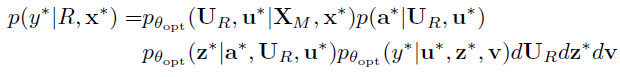 p(y*|R, x*) = p_{θ_opt}(U_R, u*|X_M, x*)p(a*|U_R, u*)
p_{θ_opt}(z*|a*, U_R, u*)p_{θ_opt}(y*|u*, z*, v)dU_R dz*dv